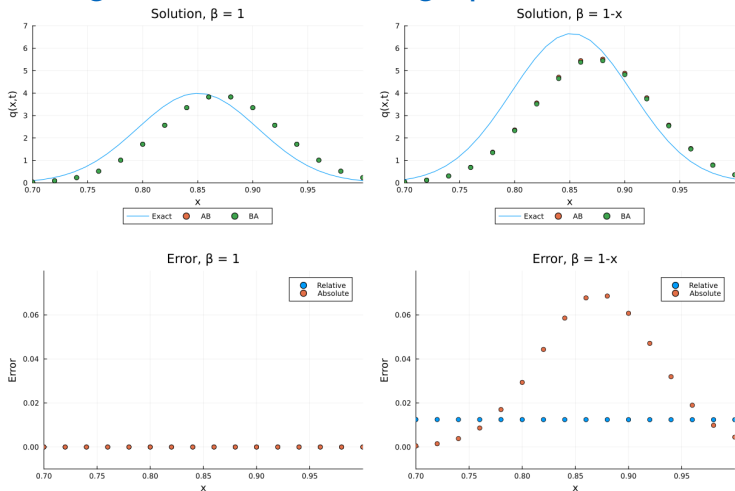 Solution, β = 1
q(x,t)
7
6
5
4
3
2
1
0
0.70 0.75 0.80 0.85 0.90 0.95
x
Exact AB BA
Solution, β = 1-x
q(x,t)
7
6
5
4
3
2
1
0
0.70 0.75 0.80 0.85 0.90 0.95
x
Exact AB BA
Error, β = 1
Relative
Absolute
Error
0.06
0.04
0.02
0.00
0.70 0.75 0.80 0.85 0.90 0.95
x
Error, β = 1-x
Relative
Absolute
Error
0.06
0.04
0.02
0.00
0.70 0.75 0.80 0.85 0.90 0.95
x